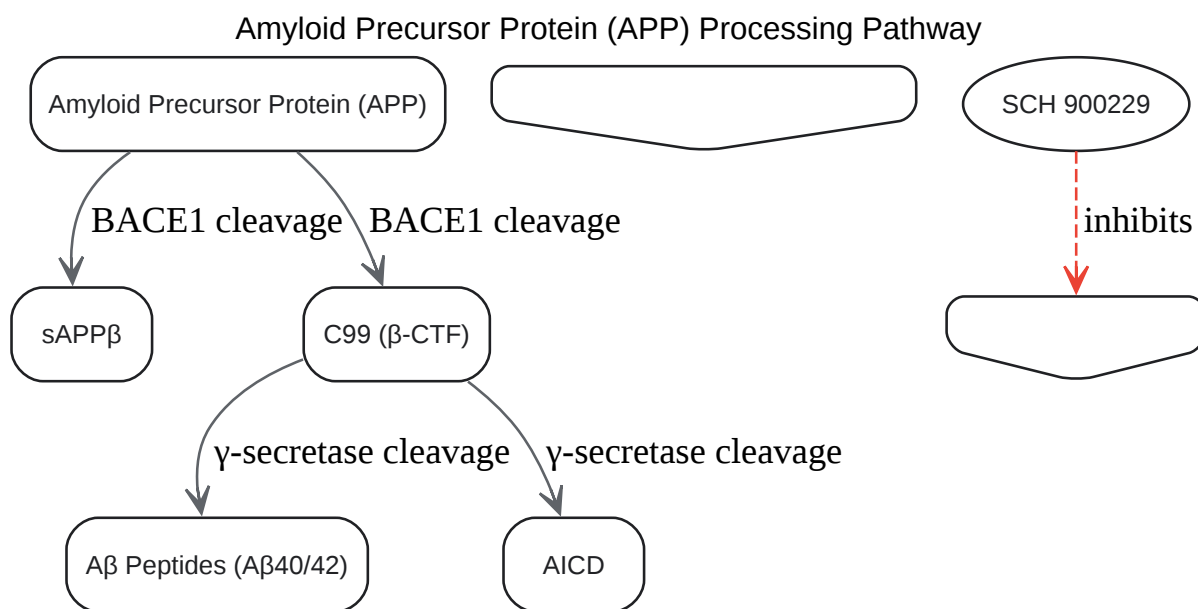 Amyloid Precursor Protein (APP) Processing Pathway
Amyloid Precursor Protein (APP)
SCH 900229
BACE1 cleavage
BACE1 cleavage
inhibits
sAPPβ
C99 (β-CTF)
γ-secretase cleavage
γ-secretase cleavage
Aβ Peptides (Aβ40/42)
AICD